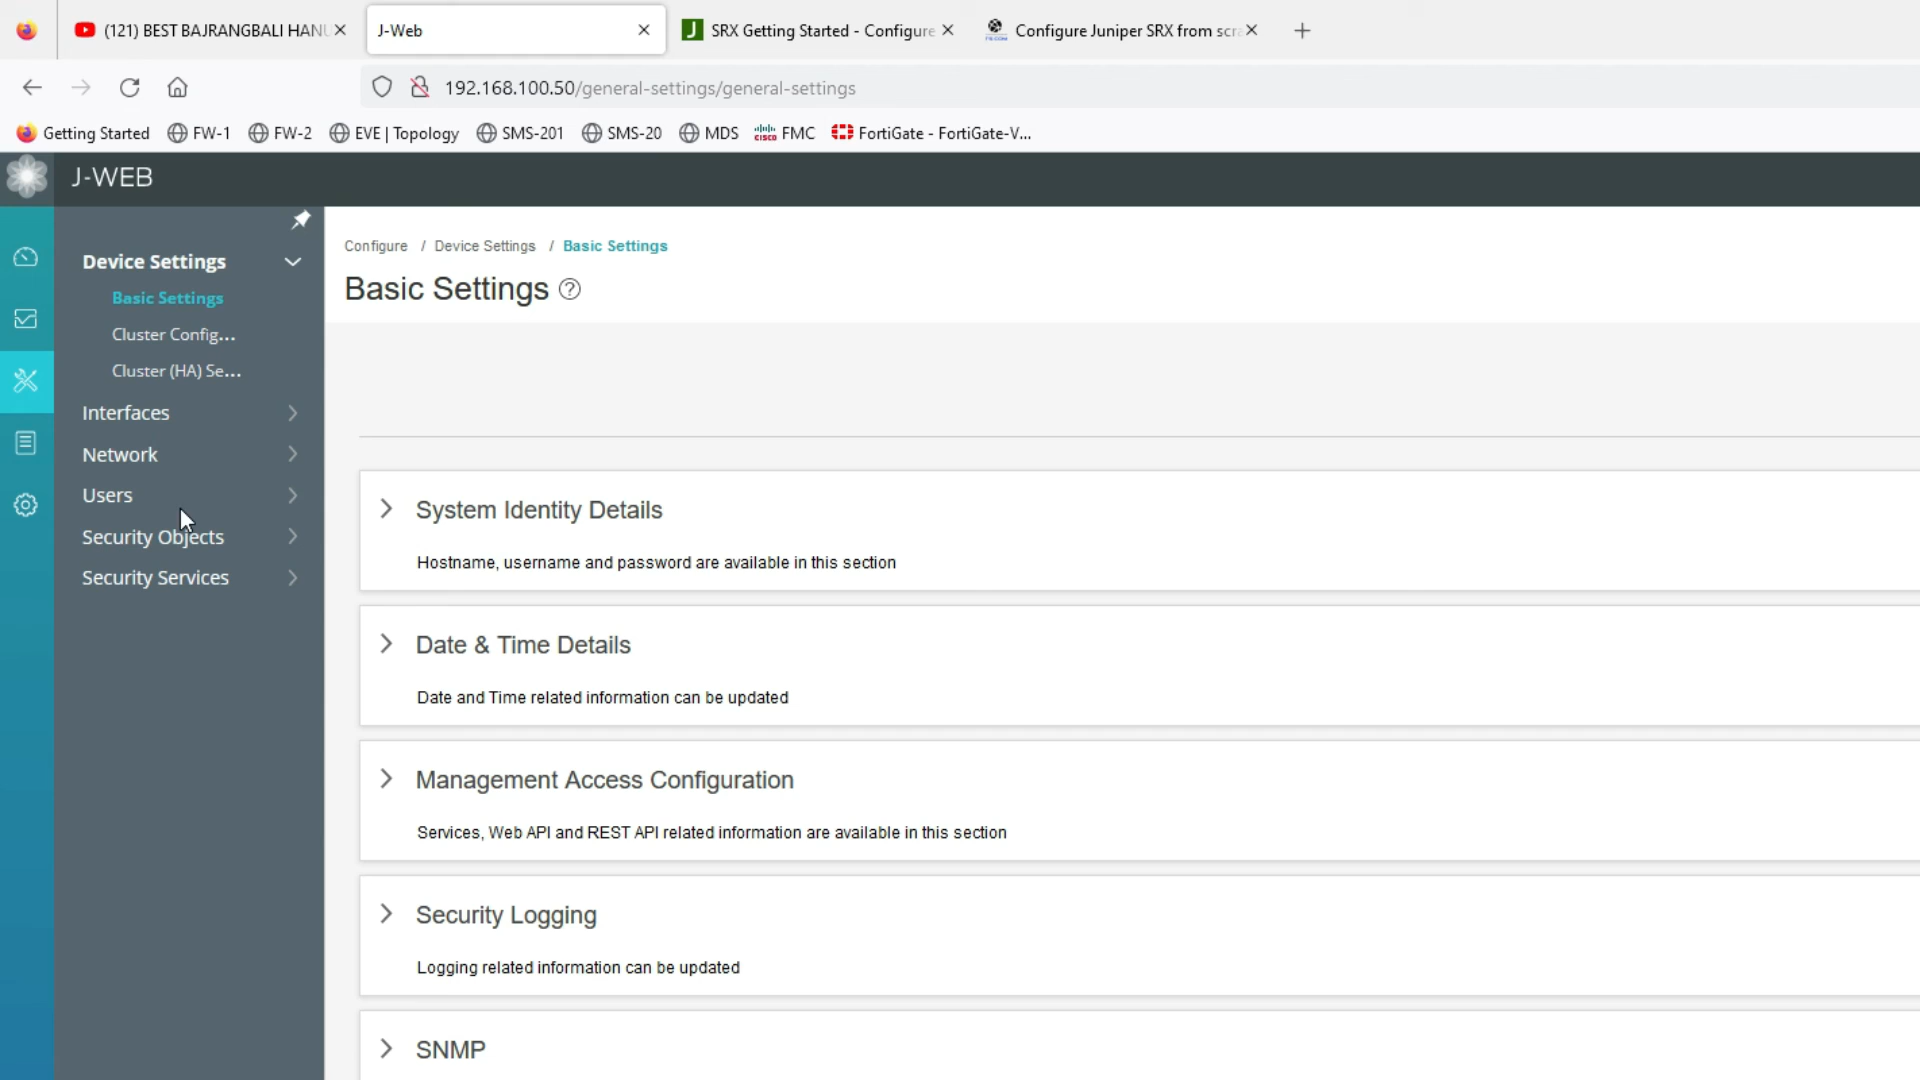 (121) BEST BAJRANGBALI HANU
J-Web
SRX Getting Started - Configure
Configure Juniper SRX from scra
192.168.100.50/general-settings/general-settings
Getting Started
FW-1
FW-2
EVE | Topology
SMS-201
SMS-20
MDS
FMC
FortiGate - FortiGate-V...
J-WEB
Device Settings
Basic Settings
Cluster Config...
Cluster (HA) Se...
Interfaces
Network
Users
Security Objects
Security Services
Configure / Device Settings / Basic Settings
Basic Settings
System Identity Details
Hostname, username and password are available in this section
Date & Time Details
Date and Time related information can be updated
Management Access Configuration
Services, Web API and REST API related information are available in this section
Security Logging
Logging related information can be updated
SNMP